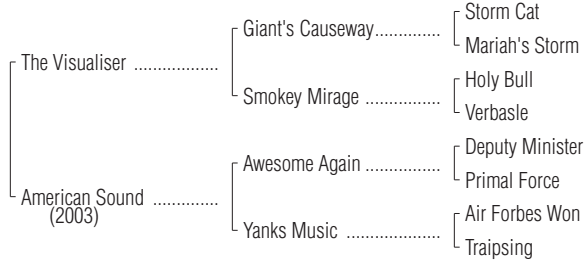 Storm Cat
Giant's Causeway..............
Mariah's Storm
The Visualiser ..................
Holy Bull
Smokey Mirage ................
Verbasle
Deputy Minister
Awesome Again ................
Primal Force
American Sound ..............
(2003)
Air Forbes Won
Yanks Music ....................
Traipsing